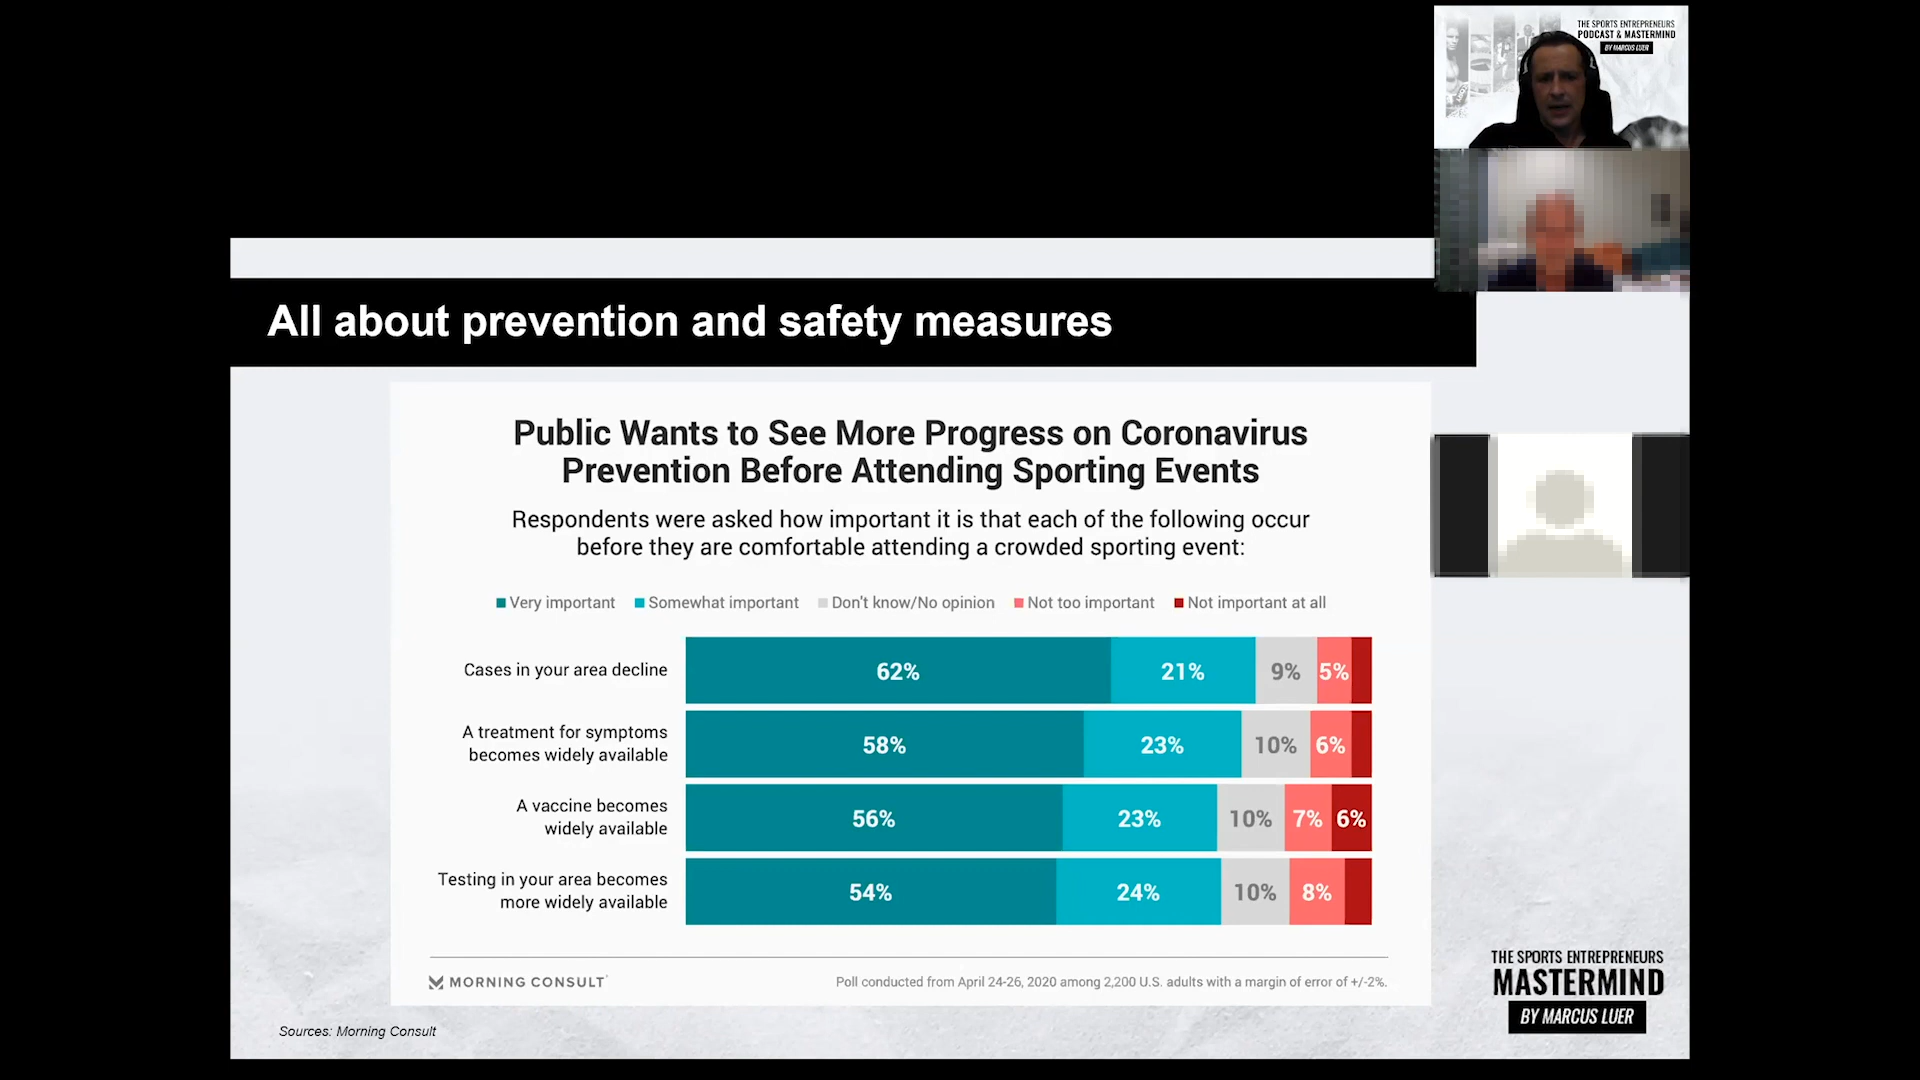 THE SPORTS ENTREPRENEURS
PODCAST & MASTERMIND
BY MARCUS LUER
All about prevention and safety measures
Public Wants to See More Progress on Coronavirus
Prevention Before Attending Sporting Events
Respondents were asked how important it is that each of the following occur
before they are comfortable attending a crowded sporting event:
Very important Somewhat important Don't know/No opinion Not too important Not important at all
Cases in your area decline 62% 21% 9% 5%
A treatment for symptoms
becomes widely available 58% 23% 10% 6%
A vaccine becomes
widely available 56% 23% 10% 7% 6%
Testing in your area becomes
more widely available 54% 24% 10% 8%
MORNING CONSULT
Poll conducted from April 24-26, 2020 among 2,200 U.S. adults with a margin of error of +/-2%.
Sources: Morning Consult
THE SPORTS ENTREPRENEURS
MASTERMIND
BY MARCUS LUER